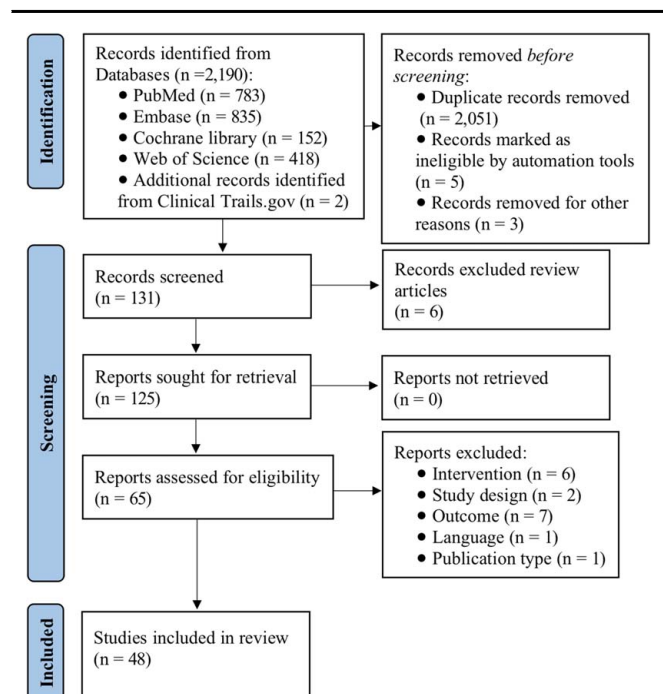 Identification
Records identified from
Databases (n =2,190):
● PubMed (n = 783)
● Embase (n = 835)
● Cochrane library (n = 152)
● Web of Science (n = 418)
● Additional records identified
from Clinical Trails.gov (n = 2)
Records removed before
screening:
● Duplicate records removed
(n = 2,051)
● Records marked as
ineligible by automation tools
(n = 5)
● Records removed for other
reasons (n = 3)
Screening
Records screened
(n = 131)
Records excluded review
articles
(n = 6)
Reports sought for retrieval
(n = 125)
Reports not retrieved
(n = 0)
Reports assessed for eligibility
(n = 65)
Reports excluded:
● Intervention (n = 6)
● Study design (n = 2)
● Outcome (n = 7)
● Language (n = 1)
● Publication type (n = 1)
Included
Studies included in review
(n = 48)